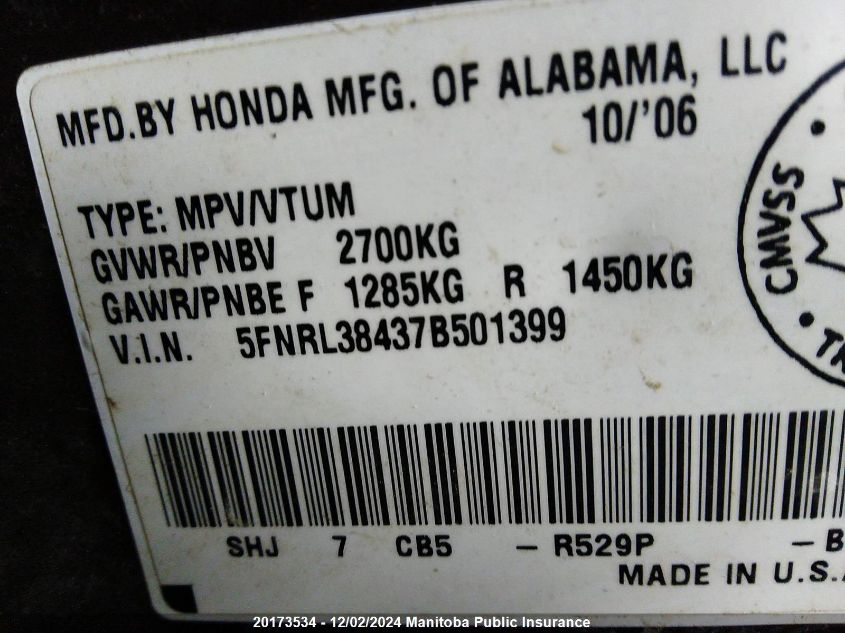 MFD.BY HONDA MFG. OF ALABAMA, LLC
10/'06
TYPE: MPV/VTUM
GVWR/PNBV 2700KG
GAWR/PNBE F 1285KG R 1450KG
V.I.N. 5FNRL38437B501399
CMVSS
SHJ 7 CB5 - R529P - B
MADE IN U.S.A
20173534 - 12/02/2024 Manitoba Public Insurance